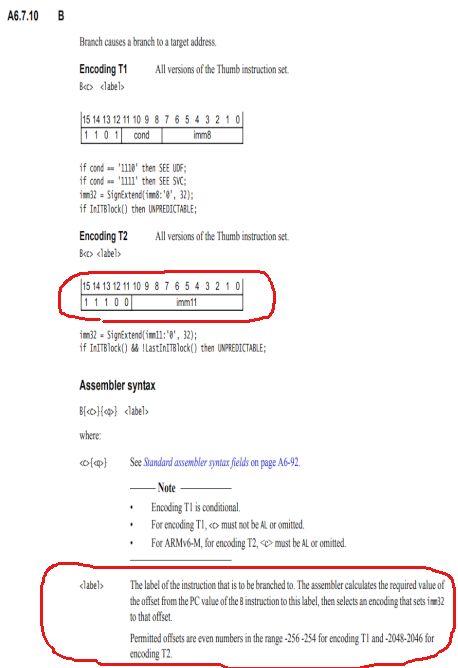 A6.7.10 B
Branch causes a branch to a target address.
Encoding T1 All versions of the Thumb instruction set.
B<c> <label>
15 14 13 12 11 10 9 8 7 6 5 4 3 2 1 0
1 1 0 1 cond imm8
if cond == '1110' then SEE UDF;
if cond == '1111' then SEE SVC;
imm32 = SignExtend(imm8:'0', 32);
if InITBlock() then UNPREDICTABLE;
Encoding T2 All versions of the Thumb instruction set.
B<c> <label>
15 14 13 12 11 10 9 8 7 6 5 4 3 2 1 0
1 1 1 0 0 imm11
imm32 = SignExtend(imm11:'0', 32);
if InITBlock() && !LastInITBlock() then UNPREDICTABLE;
Assembler syntax
B{<c>}{<q>} <label>
where:
<c>{<q>} See Standard assembler syntax fields on page A6-92.
Note
• Encoding T1 is conditional.
• For encoding T1, <c> must not be AL or omitted.
• For ARMv6-M, for encoding T2, <c> must be AL or omitted.
<label> The label of the instruction that is to be branched to. The assembler calculates the required value of
the offset from the PC value of the B instruction to this label, then selects an encoding that sets imm32
to that offset.
Permitted offsets are even numbers in the range -256 -254 for encoding T1 and -2048-2046 for
encoding T2.